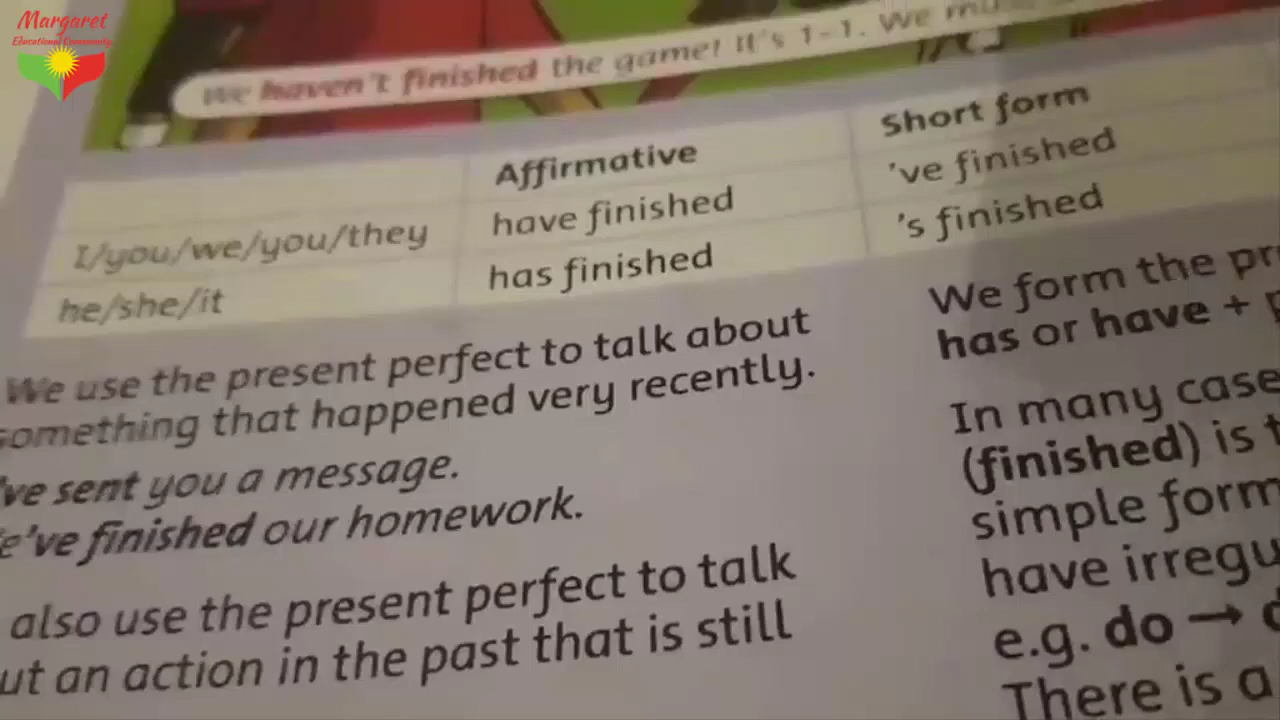 Margaret
Educational Community
We haven't finished the game! It's 1-1. We
Affirmative Short form
I/you/we/you/they have finished 've finished
he/she/it has finished 's finished
We use the present perfect to talk about
something that happened very recently.
've sent you a message.
've finished our homework.
also use the present perfect to talk
an action in the past that is still
We form the
has or have +
In many
(finished) is
simple form
have
e.g. do →
There is a